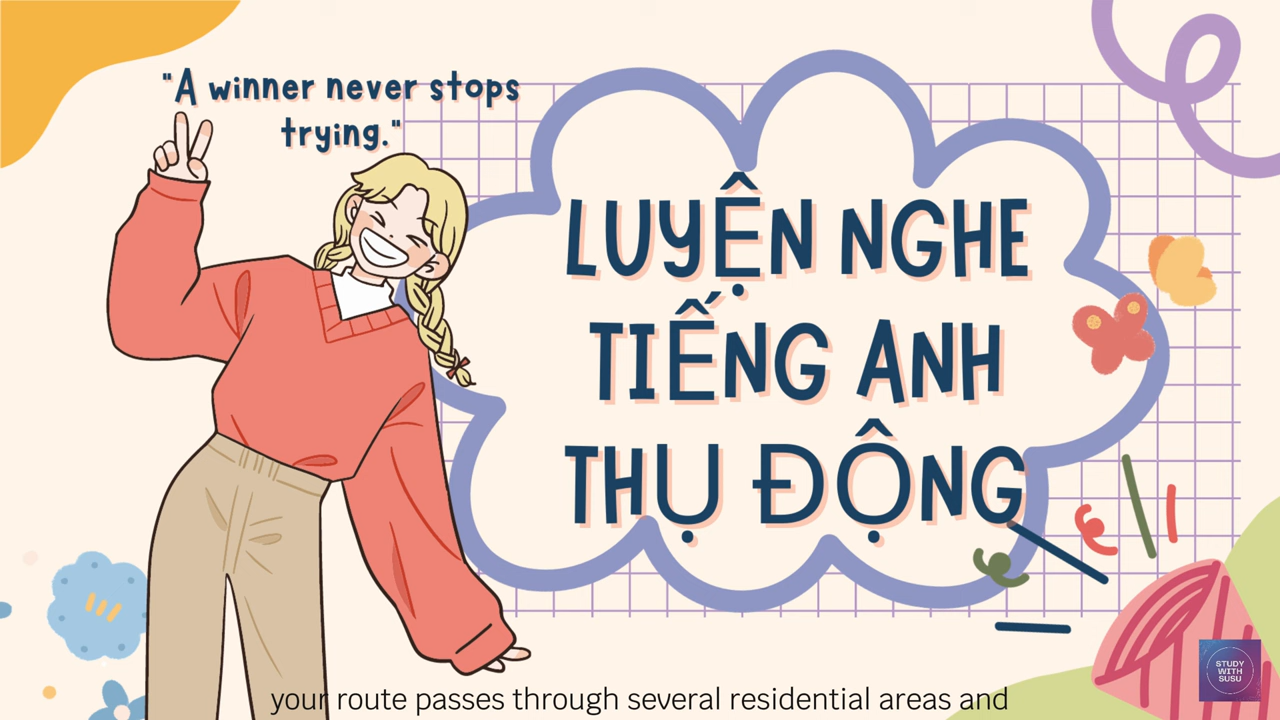 "A winner never stops
trying."
LUYỆN NGHE
TIẾNG ANH
THỤ ĐỘNG
STUDY
WITH
SUSU
your route passes through several residential areas and